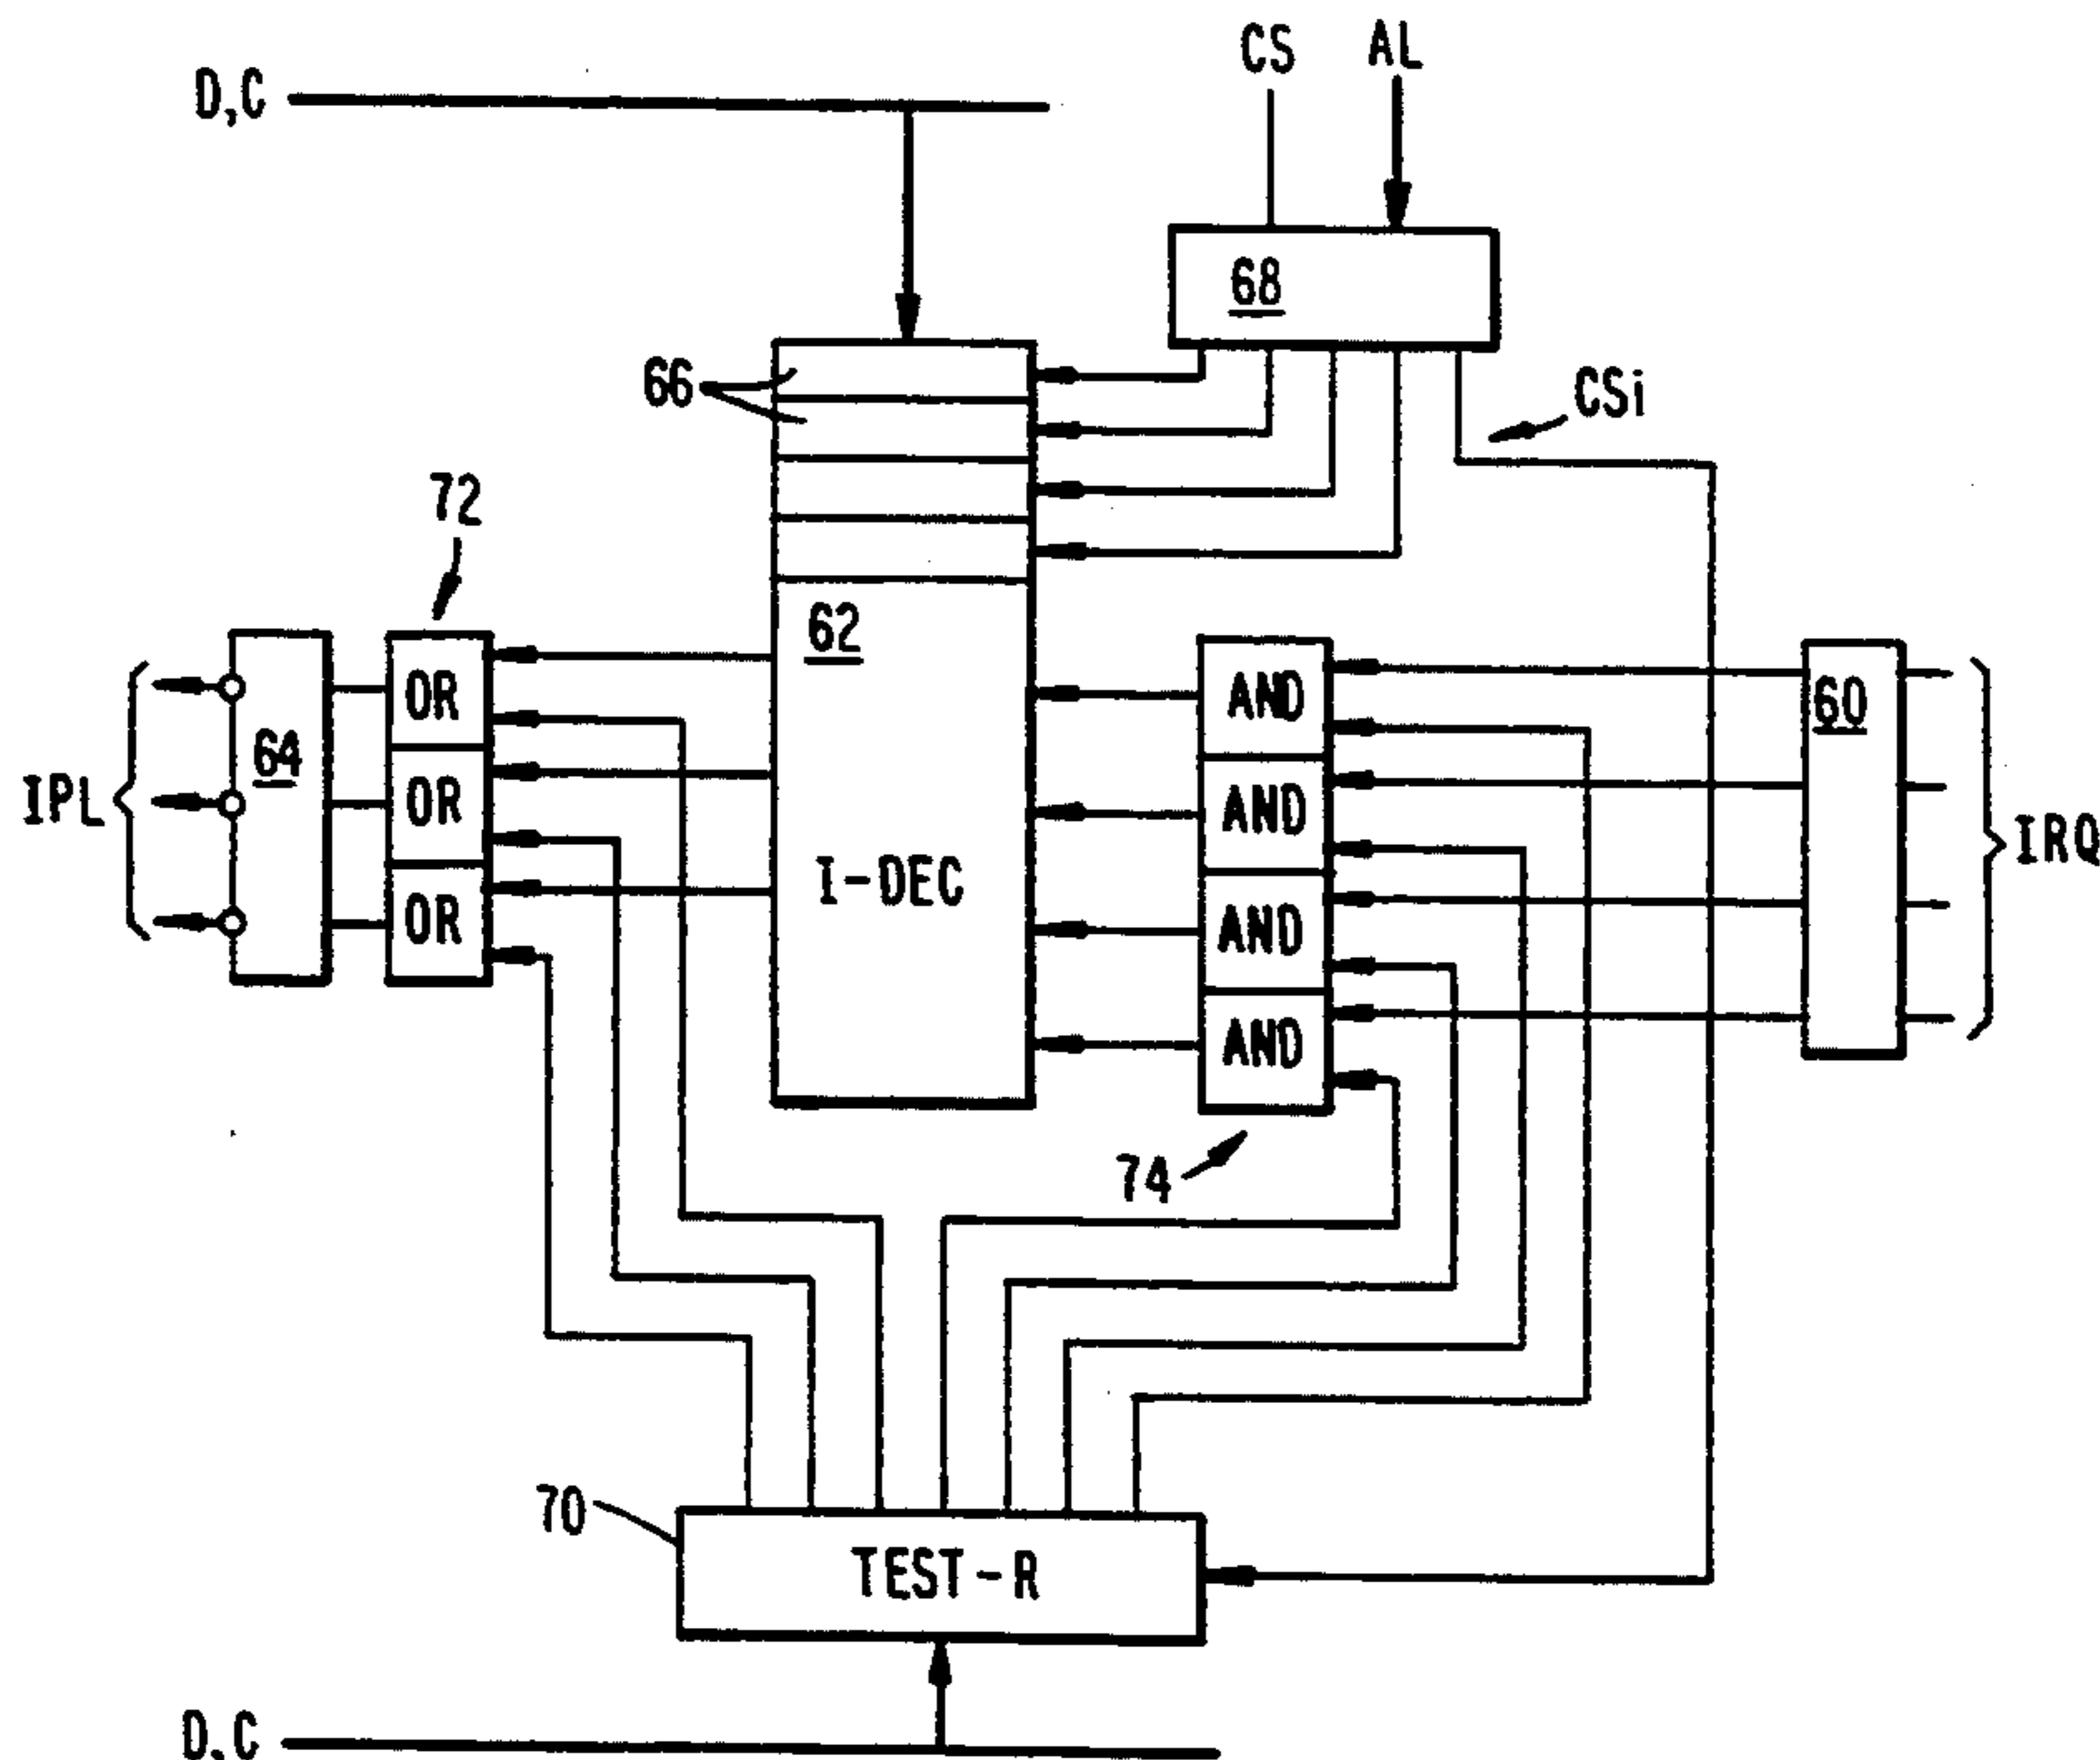 CS
AL
D,C
68
66
CSi
72
62
OR
AND
60
64
IPL
OR
AND
IRQ
I-DEC
OR
AND
AND
74
70
TEST-R
D,C